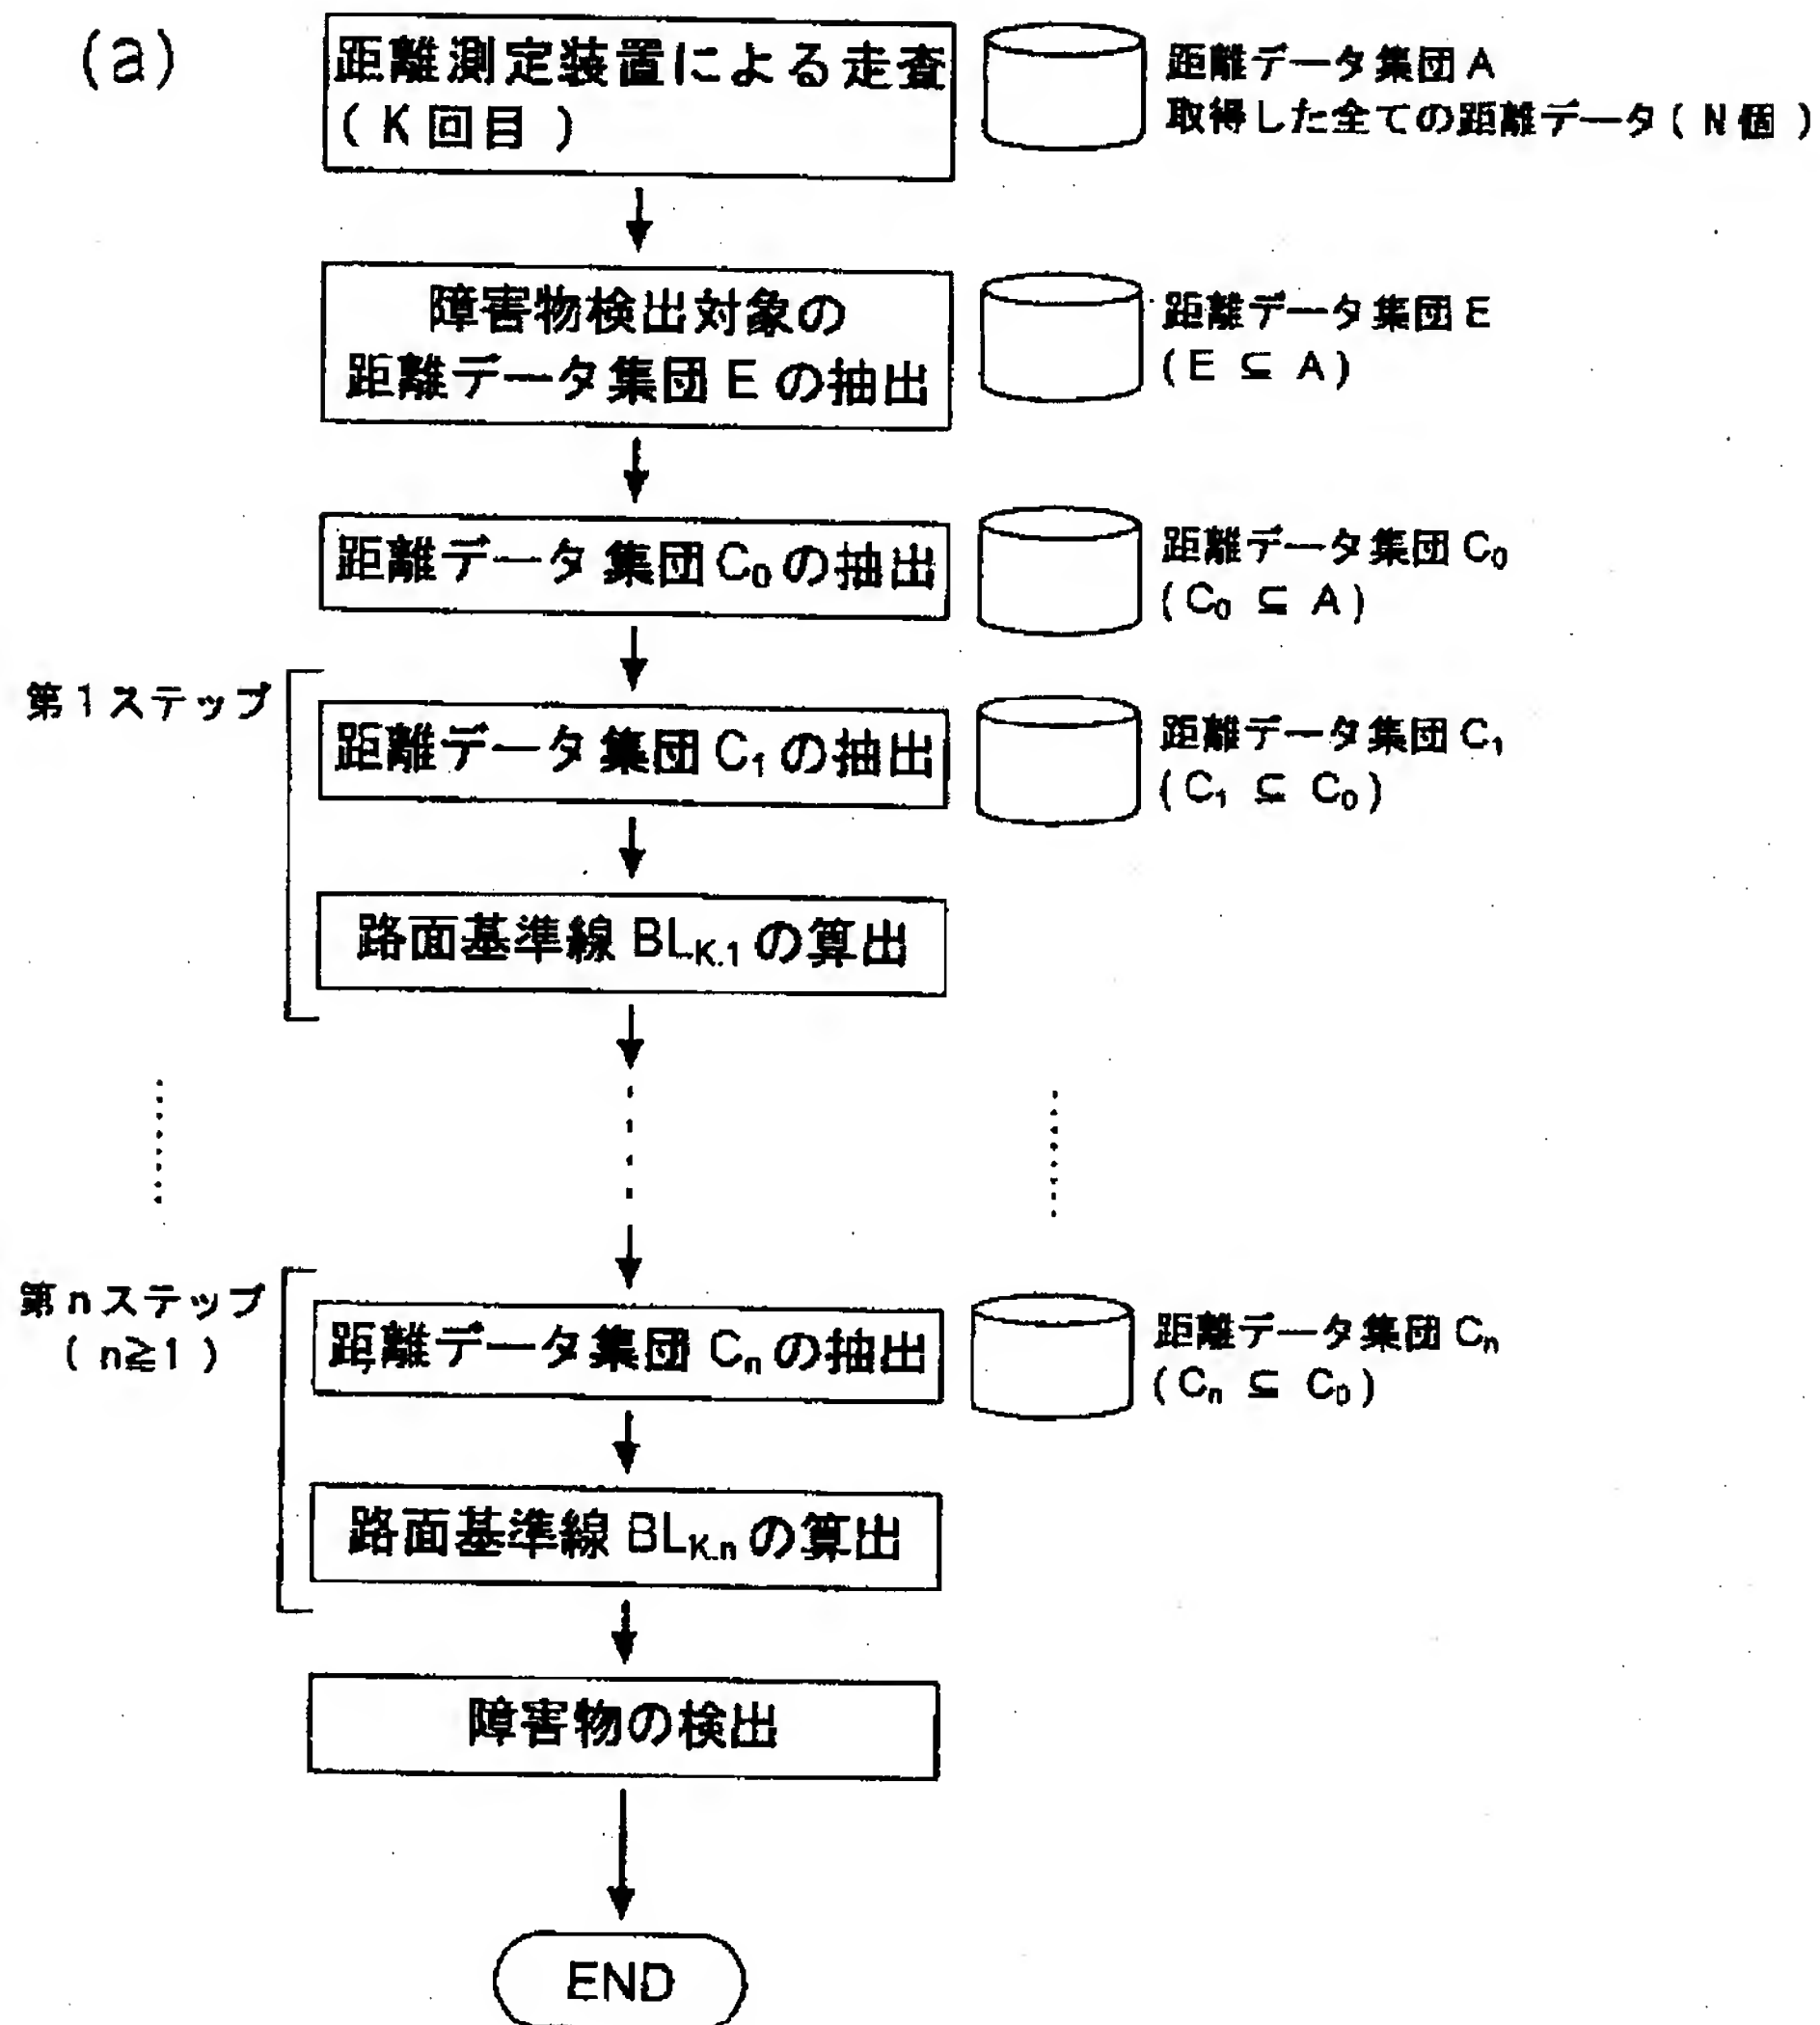 (a)
距離測定装置による走査
(K回目)
距離データ集団A
取得した全ての距離データ(N個)
障害物検出対象の
距離データ集団Eの抽出
距離データ集団E
(E ⊆ A)
距離データ集団C₀の抽出
距離データ集団C₀
(C₀ ⊆ A)
第1ステップ
距離データ集団C₁の抽出
距離データ集団C₁
(C₁ ⊆ C₀)
路面基準線 BL_K.1 の算出
第nステップ
(n≧1)
距離データ集団Cₙの抽出
距離データ集団Cₙ
(Cₙ ⊆ C₀)
路面基準線 BL_K.n の算出
障害物の検出
END